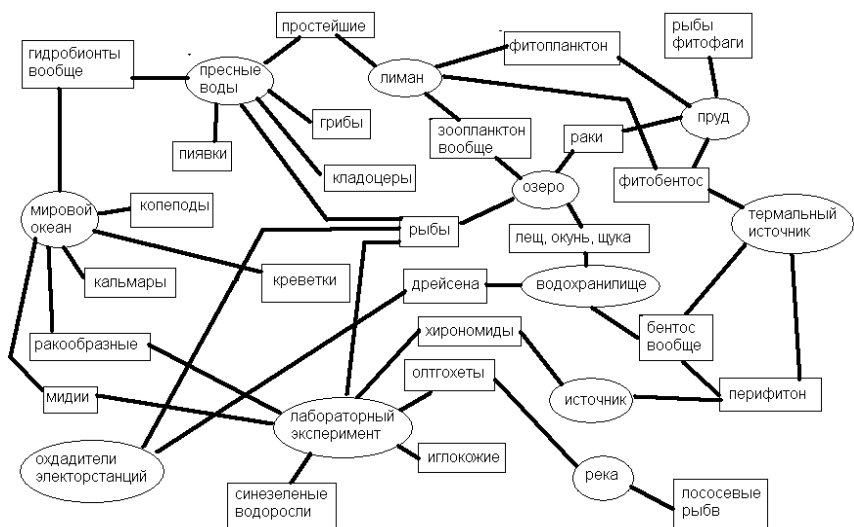 простейшие
гидробионты
вообще
пресные
воды
лиман
фитопланктон
рыбы
фитофаги
пруд
грибы
зоопланктон
вообще
раки
пиявки
кладоцеры
озеро
фитобентос
мировой
океан
копеподы
рыбы
лещ, окунь, щука
термальный
источник
кальмары
креветки
дрейсена
водохранилище
ракообразные
хирономиды
бентос
вообще
мидии
олтгохеты
источник
перифитон
лабораторный
эксперимент
охдадители
электорстанций
иглокожие
река
синезеленые
водоросли
лососевые
рыбв